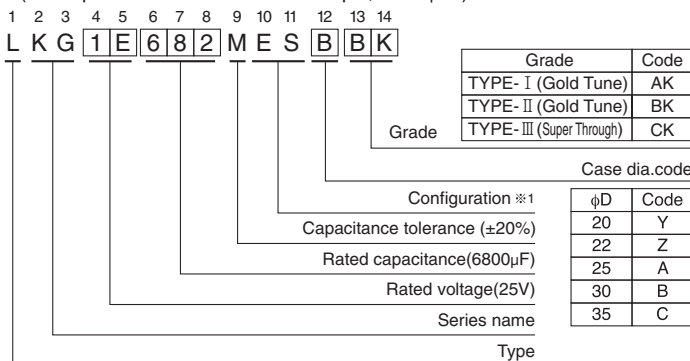 1 2 3 4 5 6 7 8 9 10 11 12 13 14
L K G 1 E 6 8 2 M E S B B K
Grade Code
TYPE-Ⅰ (Gold Tune) AK
TYPE-Ⅱ (Gold Tune) BK
TYPE-Ⅲ (Super Through) CK
Grade
Case dia.code
Configuration ※1
Capacitance tolerance (±20%)
Rated capacitance(6800µF)
Rated voltage(25V)
Series name
Type
ϕD Code
20 Y
22 Z
25 A
30 B
35 C